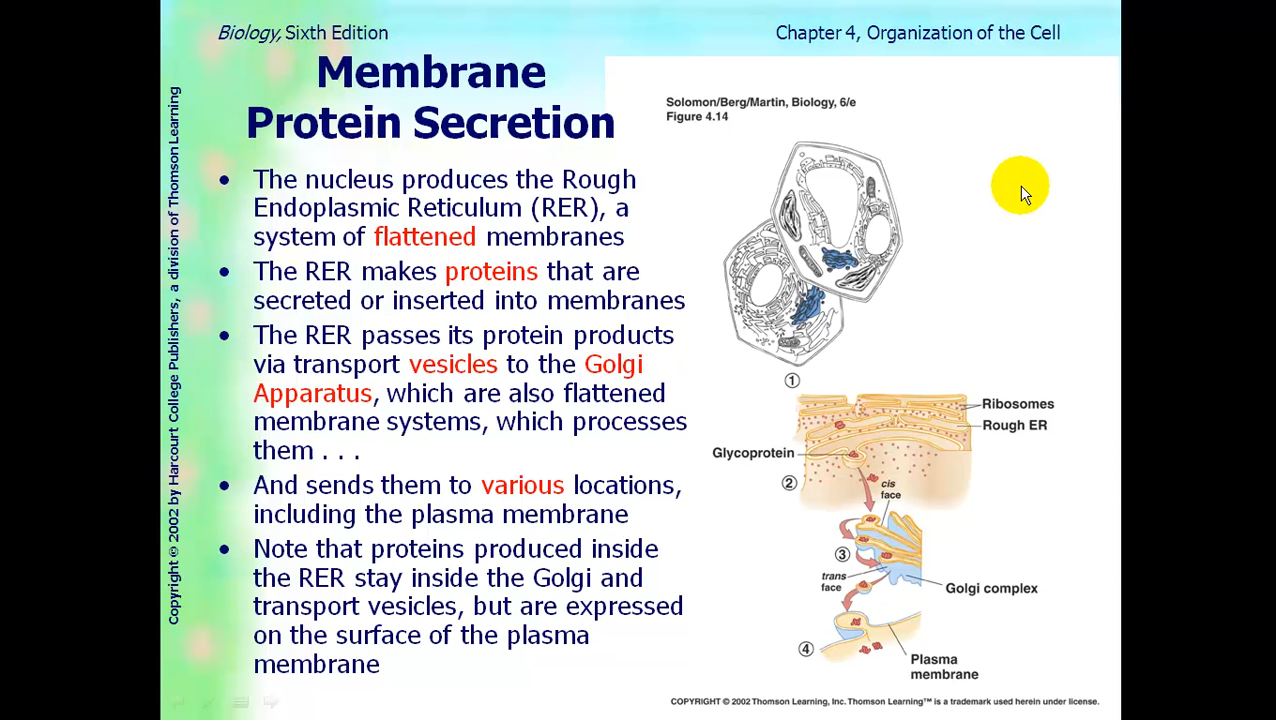 Biology, Sixth Edition
Chapter 4, Organization of the Cell
Copyright © 2002 by Harcourt College Publishers, a division of Thomson Learning
Membrane
Protein Secretion
• The nucleus produces the Rough
Endoplasmic Reticulum (RER), a
system of flattened membranes
• The RER makes proteins that are
secreted or inserted into membranes
• The RER passes its protein products
via transport vesicles to the Golgi
Apparatus, which are also flattened
membrane systems, which processes
them . . .
• And sends them to various locations,
including the plasma membrane
• Note that proteins produced inside
the RER stay inside the Golgi and
transport vesicles, but are expressed
on the surface of the plasma
membrane
Solomon/Berg/Martin, Biology, 6/e
Figure 4.14
①
Ribosomes
Rough ER
Glycoprotein
②
cis
face
③
trans
face
Golgi complex
④
Plasma
membrane
COPYRIGHT © 2002 Thomson Learning, Inc. Thomson Learning™ is a trademark used herein under license.